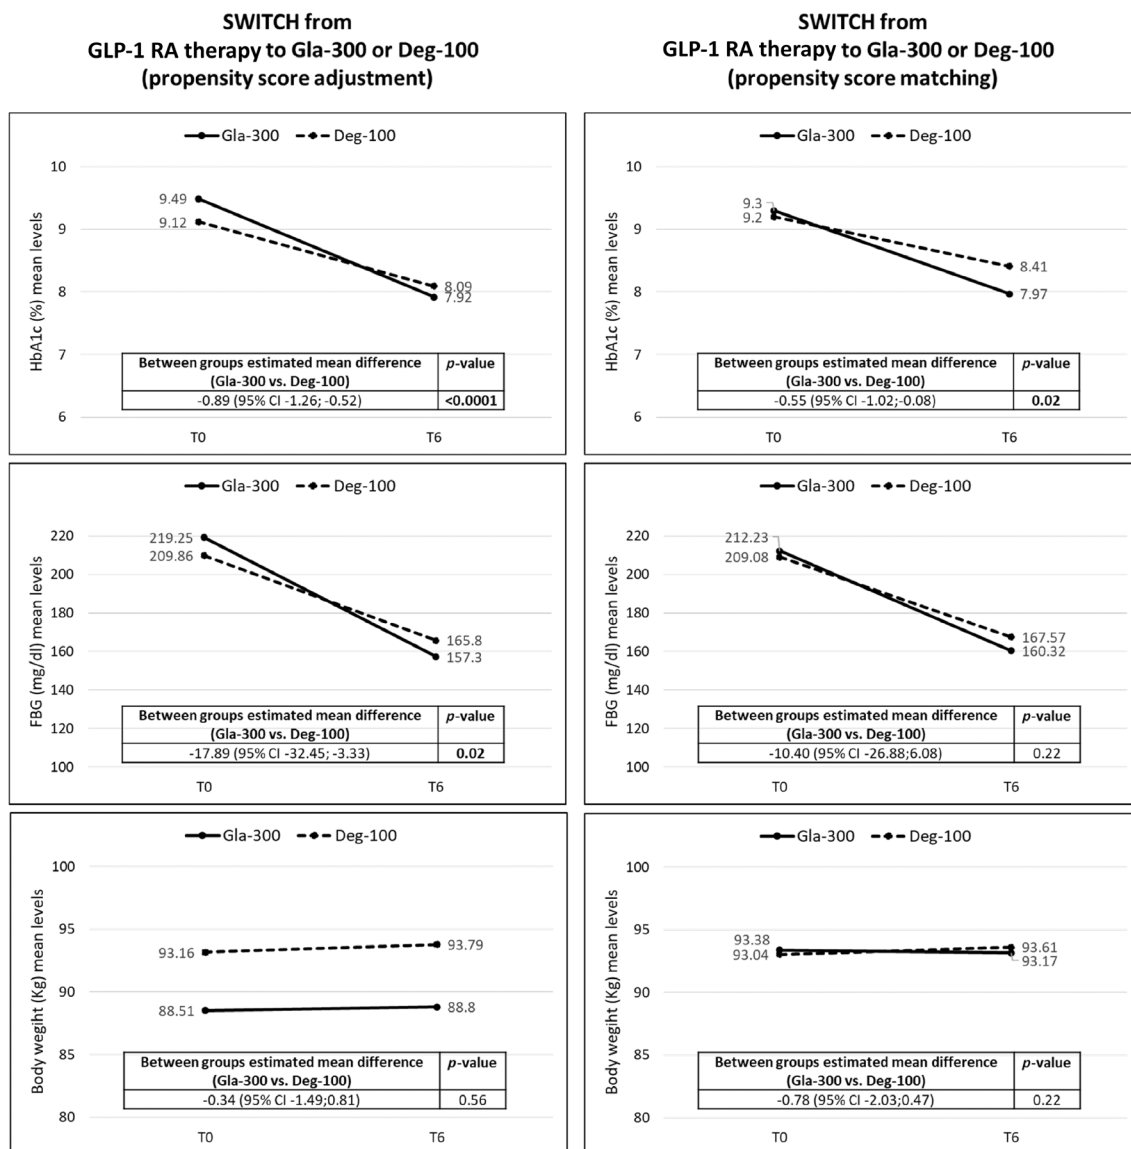 SWITCH from
GLP-1 RA therapy to Gla-300 or Deg-100
(propensity score adjustment)
Gla-300 Deg-100
HbA1c (%) mean levels
10
9
8
7
6
9.49
9.12
8.09
7.92
Between groups estimated mean difference p-value
(Gla-300 vs. Deg-100)
-0.89 (95% CI -1.26; -0.52) <0.0001
T0 T6
Gla-300 Deg-100
FBG (mg/dl) mean levels
220
200
180
160
140
120
100
219.25
209.86
165.8
157.3
Between groups estimated mean difference p-value
(Gla-300 vs. Deg-100)
-17.89 (95% CI -32.45; -3.33) 0.02
T0 T6
Gla-300 Deg-100
Body wegiht (Kg) mean levels
100
95
90
85
80
93.16
93.79
88.51
88.8
Between groups estimated mean difference p-value
(Gla-300 vs. Deg-100)
-0.34 (95% CI -1.49;0.81) 0.56
T0 T6
SWITCH from
GLP-1 RA therapy to Gla-300 or Deg-100
(propensity score matching)
Gla-300 Deg-100
HbA1c (%) mean levels
10
9
8
7
6
9.3
9.2
8.41
7.97
Between groups estimated mean difference p-value
(Gla-300 vs. Deg-100)
-0.55 (95% CI -1.02;-0.08) 0.02
T0 T6
Gla-300 Deg-100
FBG (mg/dl) mean levels
220
200
180
160
140
120
100
212.23
209.08
167.57
160.32
Between groups estimated mean difference p-value
(Gla-300 vs. Deg-100)
-10.40 (95% CI -26.88;6.08) 0.22
T0 T6
Gla-300 Deg-100
Body wegiht (Kg) mean levels
100
95
90
85
80
93.38
93.04
93.61
93.17
Between groups estimated mean difference p-value
(Gla-300 vs. Deg-100)
-0.78 (95% CI -2.03;0.47) 0.22
T0 T6